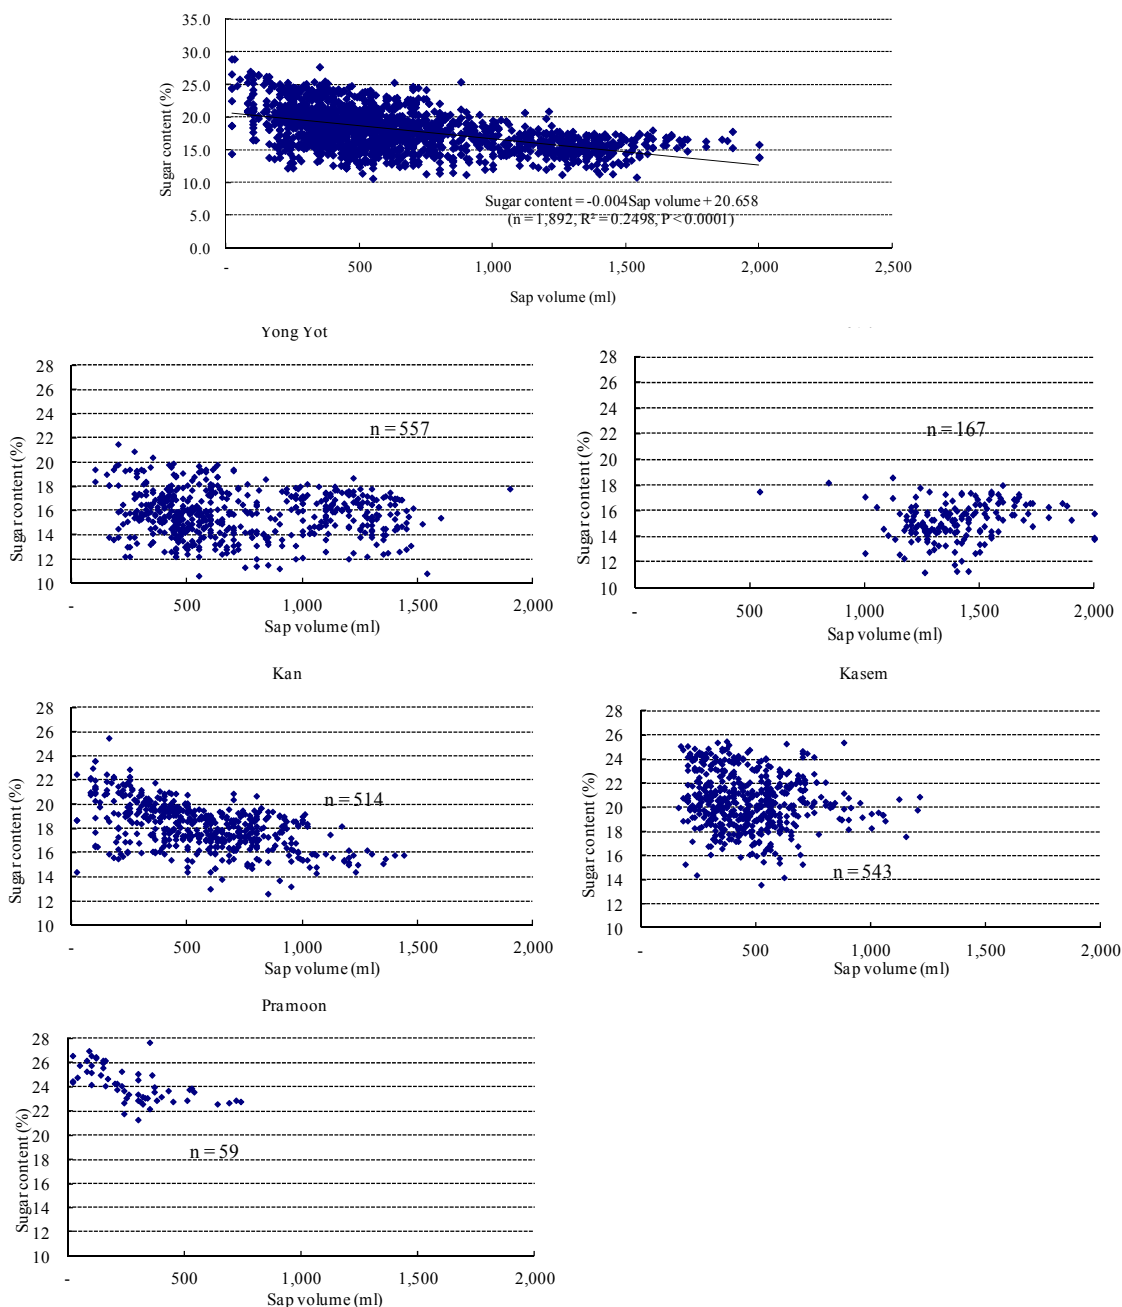 35.0
30.0
25.0
20.0
15.0
10.0
5.0
0.0
Sugar content (%)
Sugar content = -0.004Sap volume + 20.658
(n = 1,892, R² = 0.2498, P < 0.0001)
- 500 1,000 1,500 2,000 2,500
Sap volume (ml)
Yong Yot
28
26
24
22
20
18
16
14
12
10
Sugar content (%)
n = 557
- 500 1,000 1,500 2,000
Sap volume (ml)
28
26
24
22
20
18
16
14
12
10
Sugar content (%)
n = 167
- 500 1,000 1,500 2,000
Sap volume (ml)
Kan
28
26
24
22
20
18
16
14
12
10
Sugar content (%)
n = 514
- 500 1,000 1,500 2,000
Sap volume (ml)
Kasem
28
26
24
22
20
18
16
14
12
10
Sugar content (%)
n = 543
- 500 1,000 1,500 2,000
Sap volume (ml)
Pramoon
28
26
24
22
20
18
16
14
12
10
Sugar content (%)
n = 59
- 500 1,000 1,500 2,000
Sap volume (ml)